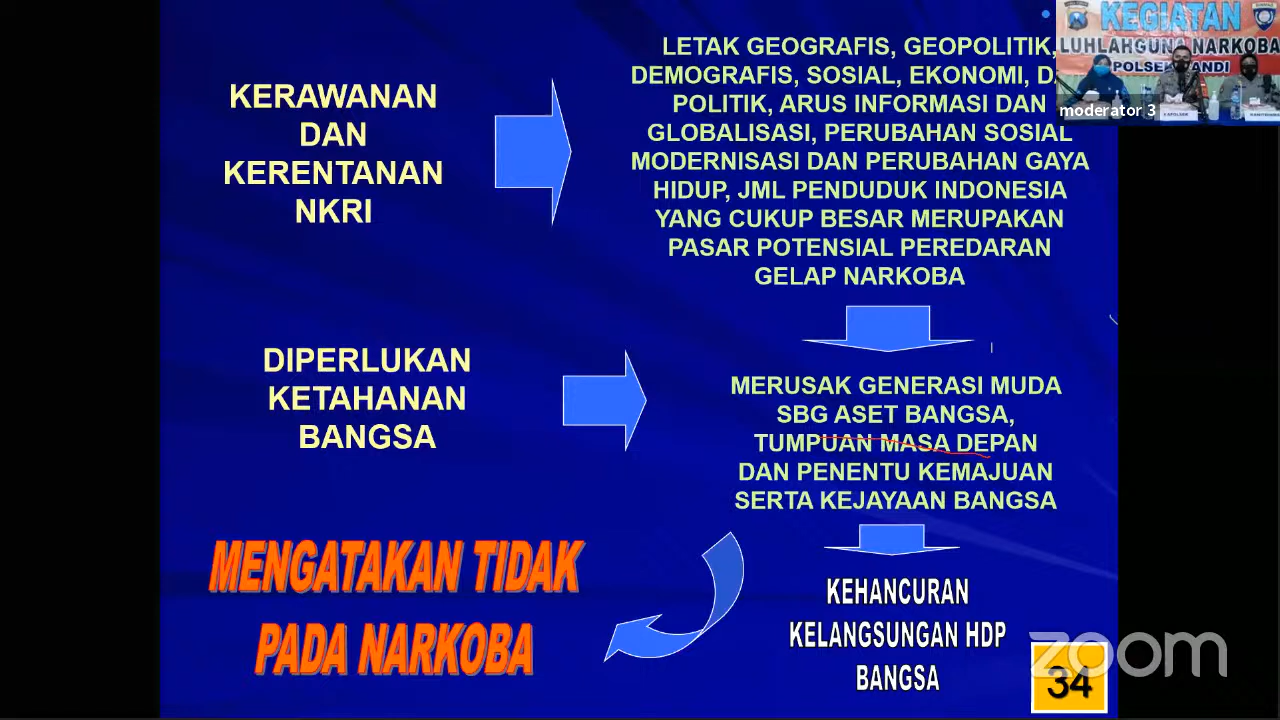 KERAWANAN
DAN
KERENTANAN
NKRI
LETAK GEOGRAFIS, GEOPOLITIK,
DEMOGRAFIS, SOSIAL, EKONOMI,
POLITIK, ARUS INFORMASI DAN
GLOBALISASI, PERUBAHAN SOSIAL
MODERNISASI DAN PERUBAHAN GAYA
HIDUP, JML PENDUDUK INDONESIA
YANG CUKUP BESAR MERUPAKAN
PASAR POTENSIAL PEREDARAN
GELAP NARKOBA
KEGIATAN
LUHLAHGUNA NARKOBA
moderator 3
DIPERLUKAN
KETAHANAN
BANGSA
MERUSAK GENERASI MUDA
SBG ASET BANGSA,
TUMPUAN MASA DEPAN
DAN PENENTU KEMAJUAN
SERTA KEJAYAAN BANGSA
MENGATAKAN TIDAK
PADA NARKOBA
KEHANCURAN
KELANGSUNGAN HDP
BANGSA
zoom
34